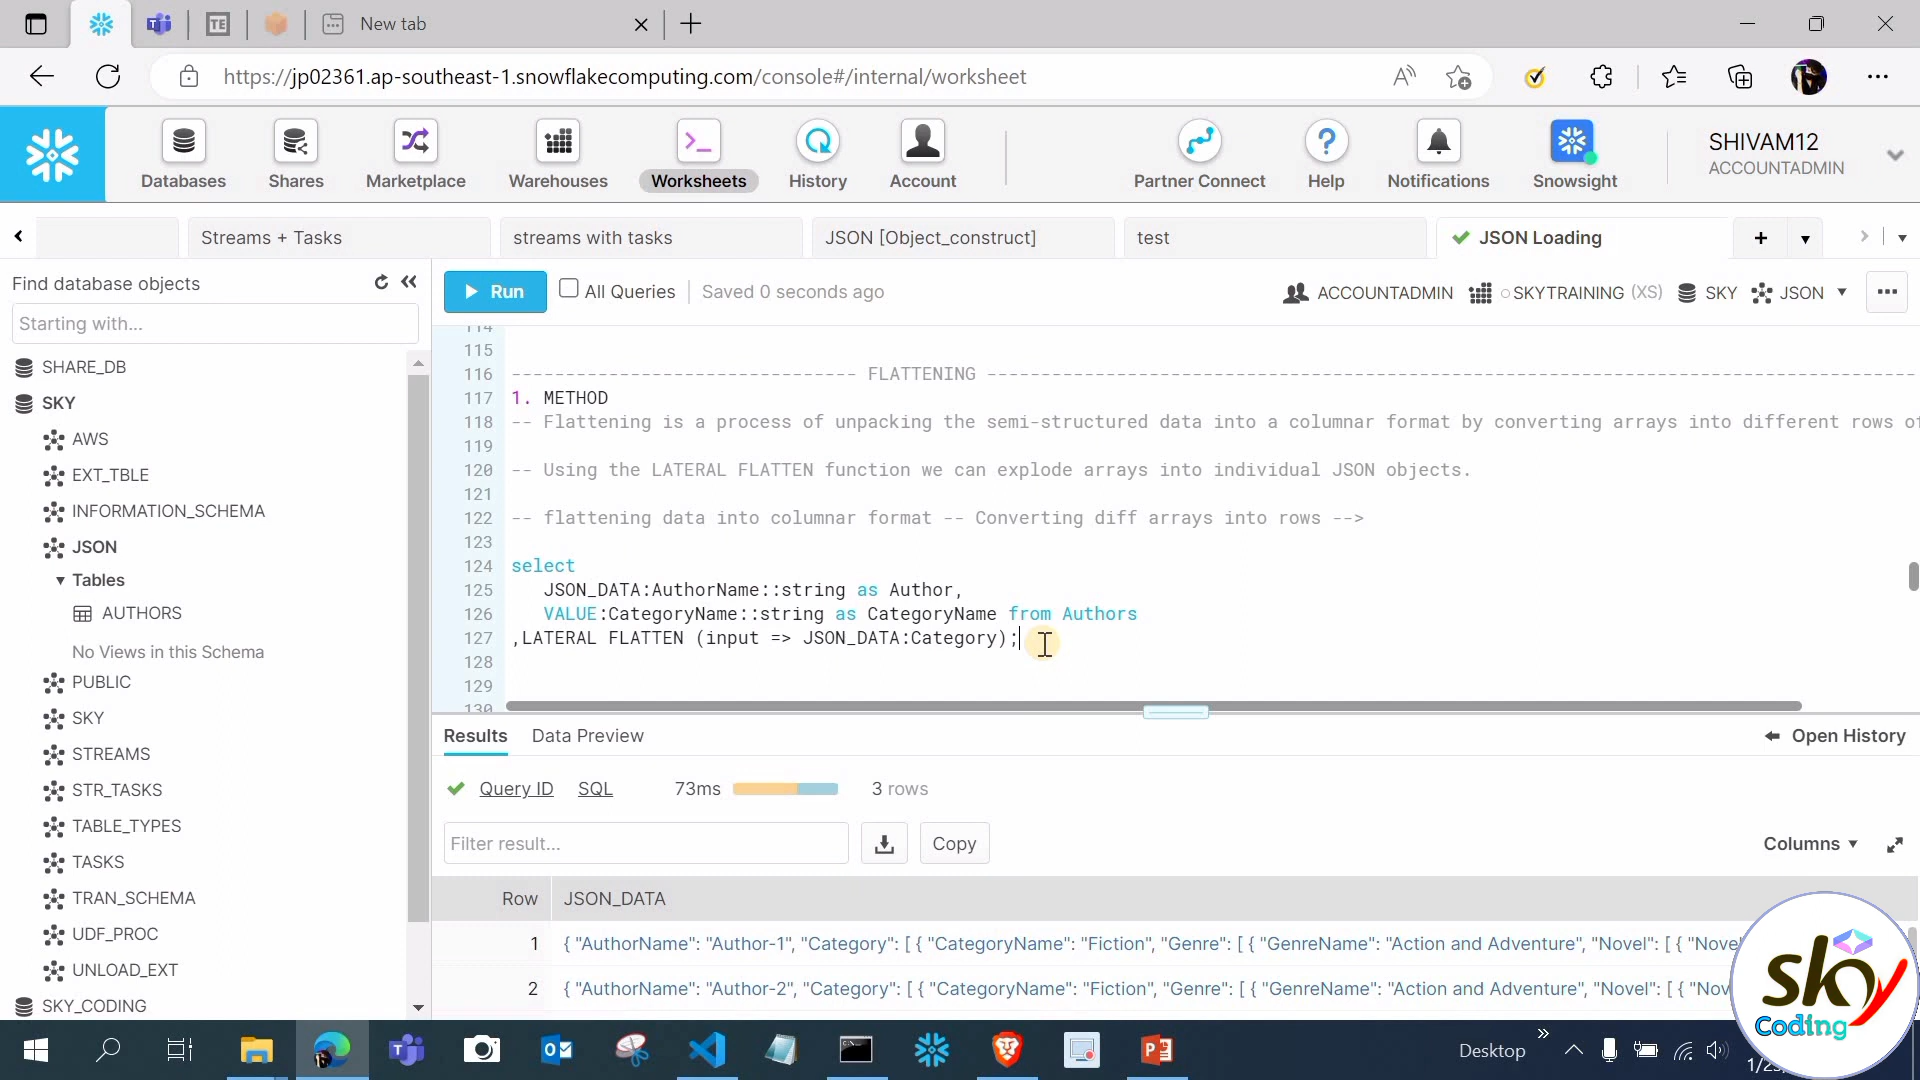 TE
New tab
https://jp02361.ap-southeast-1.snowflakecomputing.com/console#/internal/worksheet
Databases
Shares
Marketplace
Warehouses
Worksheets
History
Account
Partner Connect
Help
Notifications
Snowsight
SHIVAM12
ACCOUNTADMIN
Streams + Tasks
streams with tasks
JSON [Object_construct]
test
JSON Loading
Find database objects
Starting with...
SHARE_DB
SKY
AWS
EXT_TBLE
INFORMATION_SCHEMA
JSON
Tables
AUTHORS
No Views in this Schema
PUBLIC
SKY
STREAMS
STR_TASKS
TABLE_TYPES
TASKS
TRAN_SCHEMA
UDF_PROC
UNLOAD_EXT
SKY_CODING
Run
All Queries
Saved 0 seconds ago
ACCOUNTADMIN
SKYTRAINING (XS)
SKY
JSON
114
115
116 -------------------------------- FLATTENING --------------------------------------------------------------------------------------
117 1. METHOD
118 -- Flattening is a process of unpacking the semi-structured data into a columnar format by converting arrays into different rows of
119
120 -- Using the LATERAL FLATTEN function we can explode arrays into individual JSON objects.
121
122 -- flattening data into columnar format -- Converting diff arrays into rows -->
123
124 select
125 JSON_DATA:AuthorName::string as Author,
126 VALUE:CategoryName::string as CategoryName from Authors
127 ,LATERAL FLATTEN (input => JSON_DATA:Category);
128
129
130
Results
Data Preview
Open History
Query ID
SQL
73ms
3 rows
Filter result...
Copy
Columns
Row JSON_DATA
1 { "AuthorName": "Author-1", "Category": [ { "CategoryName": "Fiction", "Genre": [ { "GenreName": "Action and Adventure", "Novel": [ { "Nove
2 { "AuthorName": "Author-2", "Category": [ { "CategoryName": "Fiction", "Genre": [ { "GenreName": "Action and Adventure", "Novel": [ { "Nov
sky
Coding
Desktop